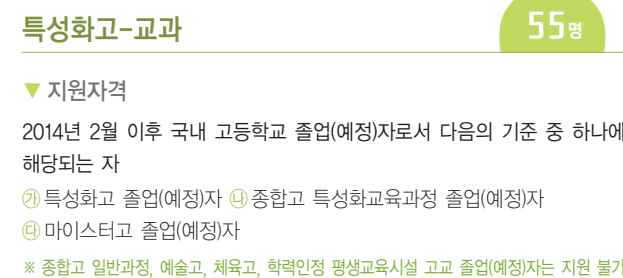 특성화고-교과
55명
▼ 지원자격
2014년 2월 이후 국내 고등학교 졸업(예정)자로서 다음의 기준 중 하나에
해당되는 자
㉮ 특성화고 졸업(예정)자 ㉯ 종합고 특성화교육과정 졸업(예정)자
㉰ 마이스터고 졸업(예정)자
※ 종합고 일반과정, 예술고, 체육고, 학력인정 평생교육시설 고교 졸업(예정)자는 지원 불가